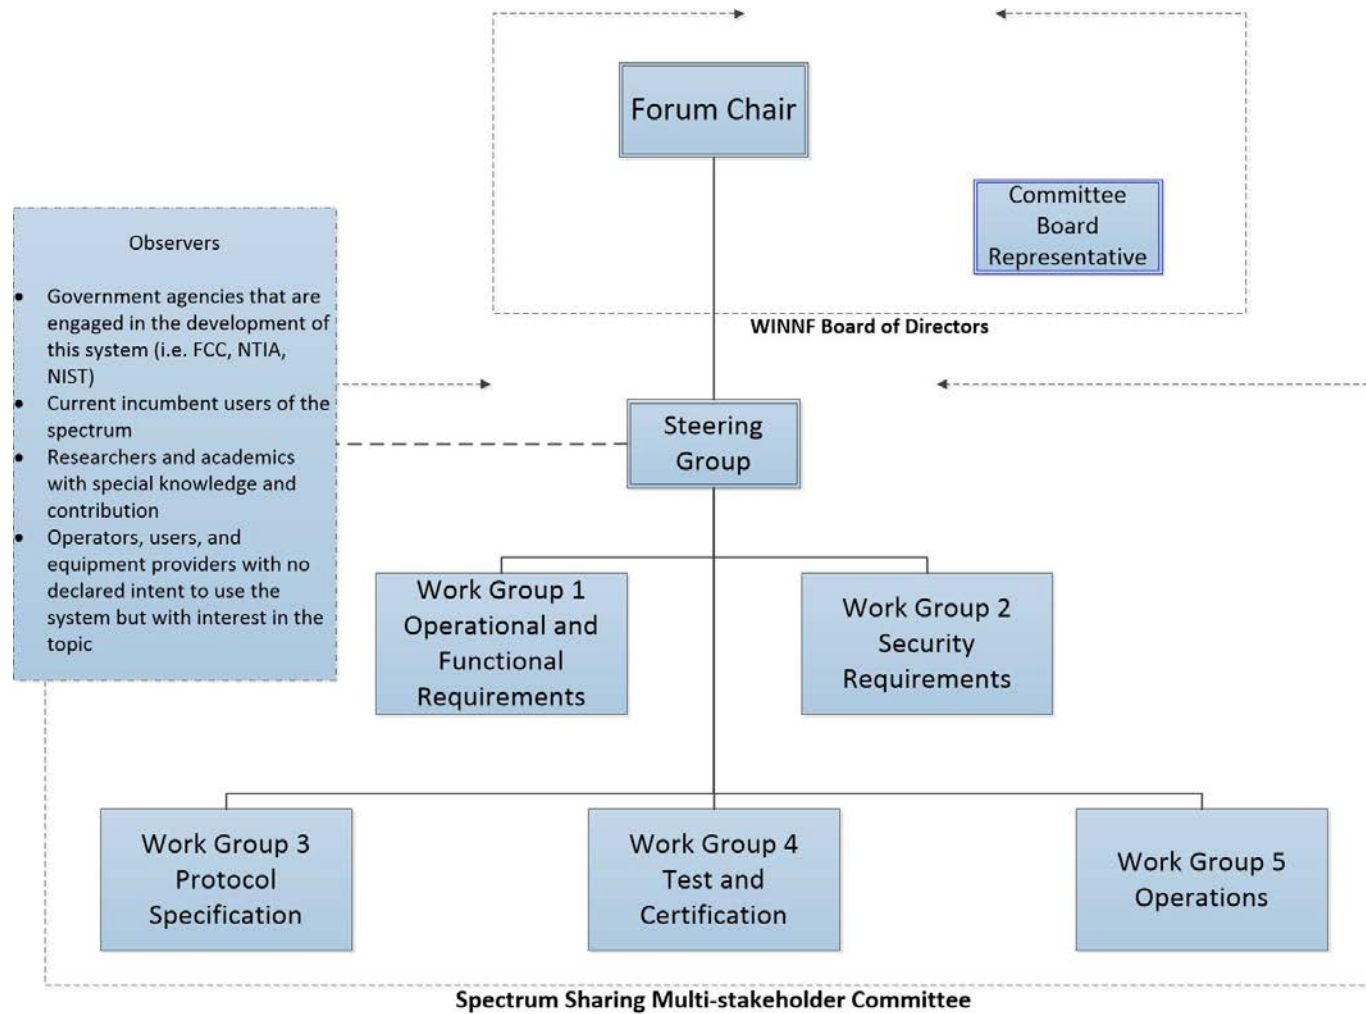 Forum Chair
Committee
Board
Representative
WINNF Board of Directors
Observers
• Government agencies that are
engaged in the development of
this system (i.e. FCC, NTIA,
NIST)
• Current incumbent users of the
spectrum
• Researchers and academics
with special knowledge and
contribution
• Operators, users, and
equipment providers with no
declared intent to use the
system but with interest in the
topic
Steering
Group
Work Group 1
Operational and
Functional
Requirements
Work Group 2
Security
Requirements
Work Group 3
Protocol
Specification
Work Group 4
Test and
Certification
Work Group 5
Operations
Spectrum Sharing Multi-stakeholder Committee